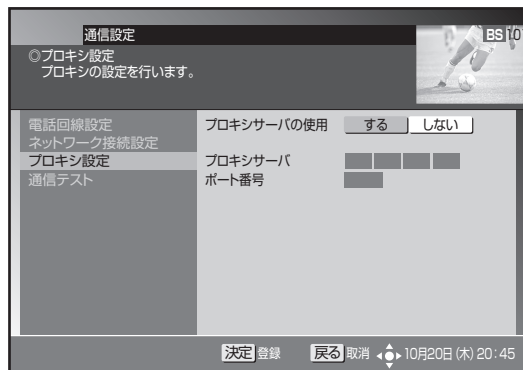 通信設定
BS 10
◎プロキシ設定
プロキシの設定を行います。
電話回線設定
ネットワーク接続設定
プロキシ設定
通信テスト
プロキシサーバの使用 する しない
プロキシサーバ
ポート番号
決定 登録 戻る 取消 10月20日(木) 20:45